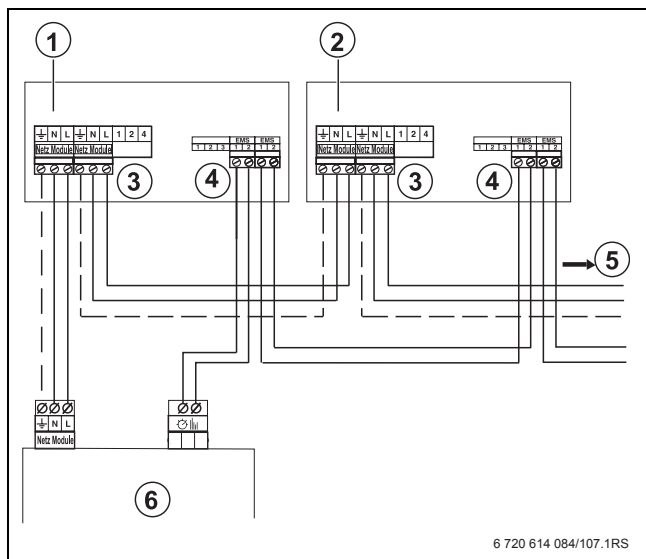 1
2
⏚ N L ⏚ N L 1 2 4
Netz Module Netz Module
EMS EMS
1 2 3 1 2 1 2
3
4
⏚ N L ⏚ N L 1 2 4
Netz Module Netz Module
EMS EMS
1 2 3 1 2 1 2
3
4
5
⏚ N L
Netz Module
6
6 720 614 084/107.1RS